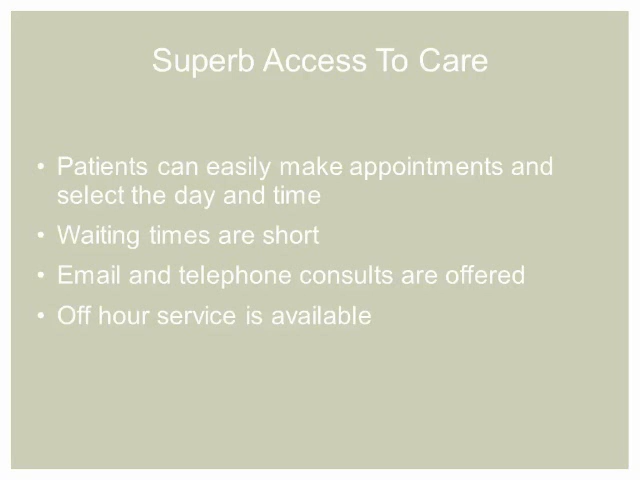 Superb Access To Care
• Patients can easily make appointments and
select the day and time
• Waiting times are short
• Email and telephone consults are offered
• Off hour service is available